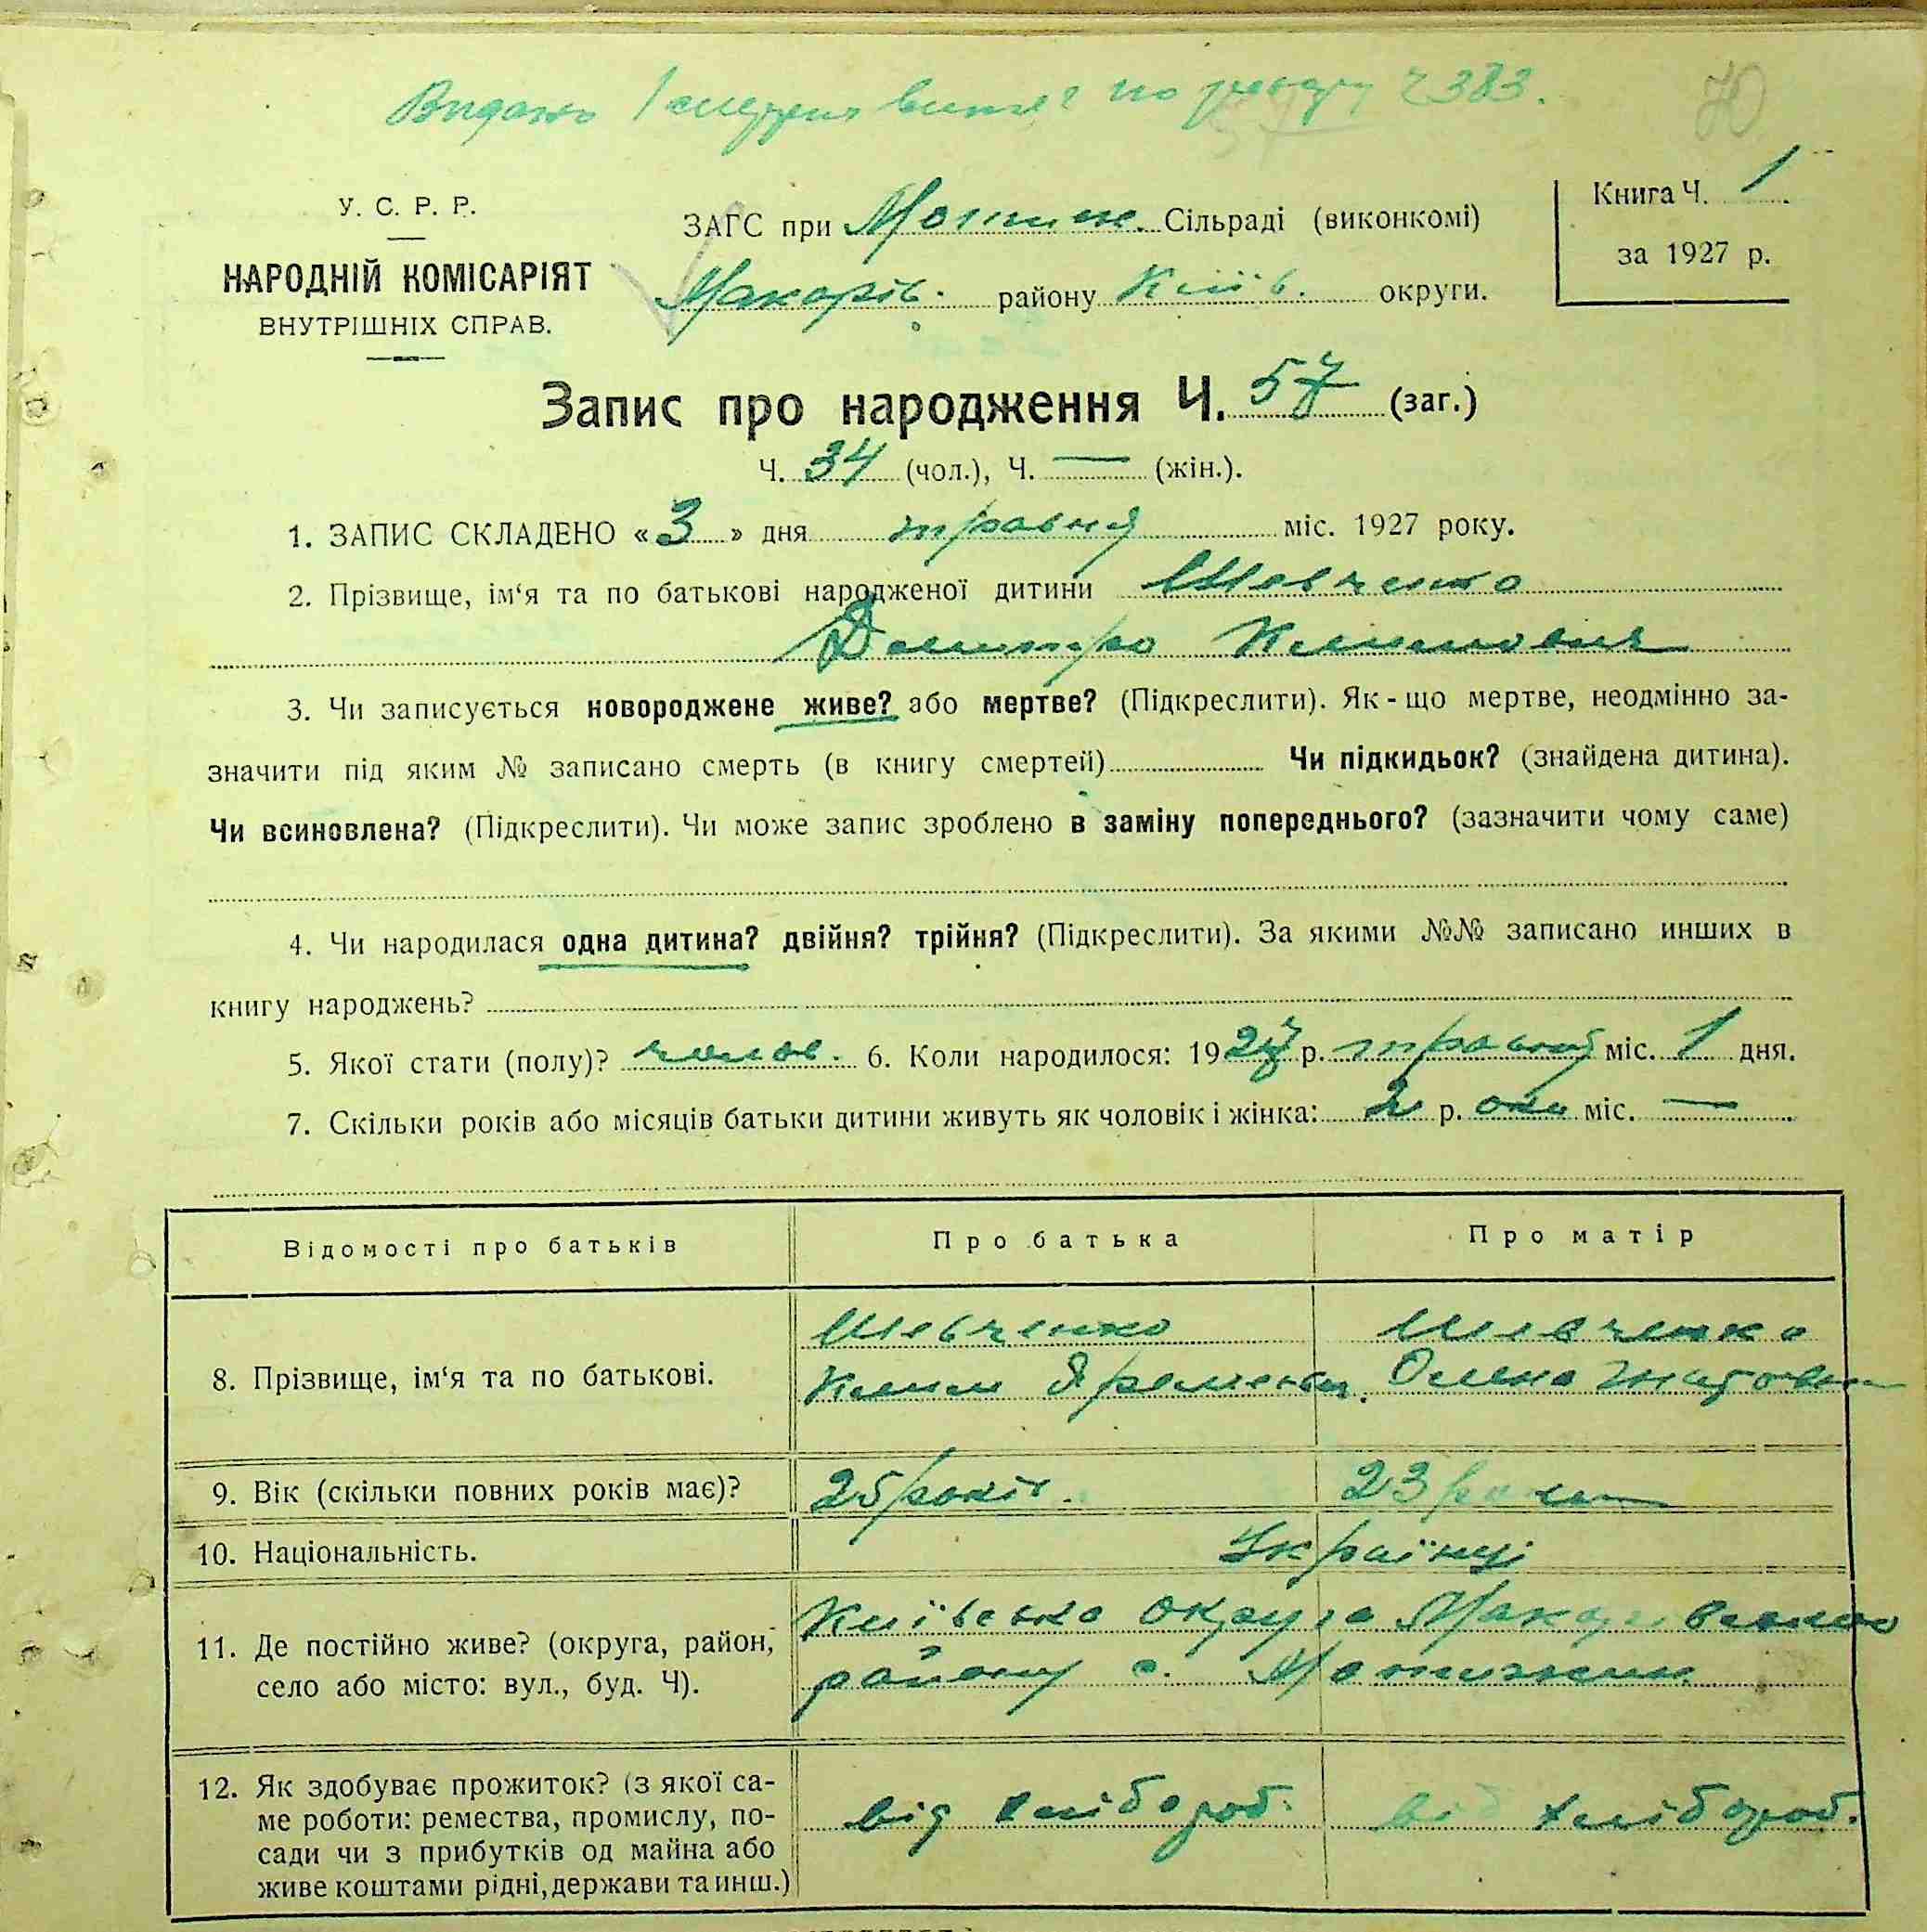 Видано
ч 383.
70
У. С. Р. Р.
НАРОДНІЙ КОМІСАРІЯТ
ВНУТРІШНІХ СПРАВ.
ЗАГС при Мотиж. Сільраді (виконкомі)
Макарів. району Київ. округи.
Книга Ч. 1
за 1927 р.
Запис про народження Ч. 57 (заг.)
Ч. 34 (чол.), Ч. — (жін.).
1. ЗАПИС СКЛАДЕНО «3» дня травня міс. 1927 року.
2. Прізвище, ім‘я та по батькові народженої дитини Шевченко
Демитро Климович
3. Чи записується новороджене живе? або мертве? (Підкреслити). Як-що мертве, неодмінно за-
значити під яким № записано смерть (в книгу смертей) Чи підкидьок? (знайдена дитина).
Чи всиновлена? (Підкреслити). Чи може запис зроблено в заміну попереднього? (зазначити чому саме)
4. Чи народилася одна дитина? двійня? трійня? (Підкреслити). За якими №№ записано инших в
книгу народжень?
5. Якої стати (полу)? чолов. 6. Коли народилося: 1927 р. травня міс. 1 дня.
7. Скільки років або місяців батьки дитини живуть як чоловік і жінка: 2 р. міс. —
Відомості про батьків
Про батька
Про матір
8. Прізвище, ім‘я та по батькові.
Шевченко
Клим Яремович.
Шевченко
Олена
9. Вік (скільки повних років має)?
25 років.
23 роки
10. Національність.
Українці
11. Де постійно живе? (округа, район,
село або місто: вул., буд. Ч).
Київська округа Макарівського
району с. Мотижин.
12. Як здобуває прожиток? (з якої са-
ме роботи: ремества, промислу, по-
сади чи з прибутків од майна або
живе коштами рідні, держави та инш.)
від хлібороб.
від хлібороб.